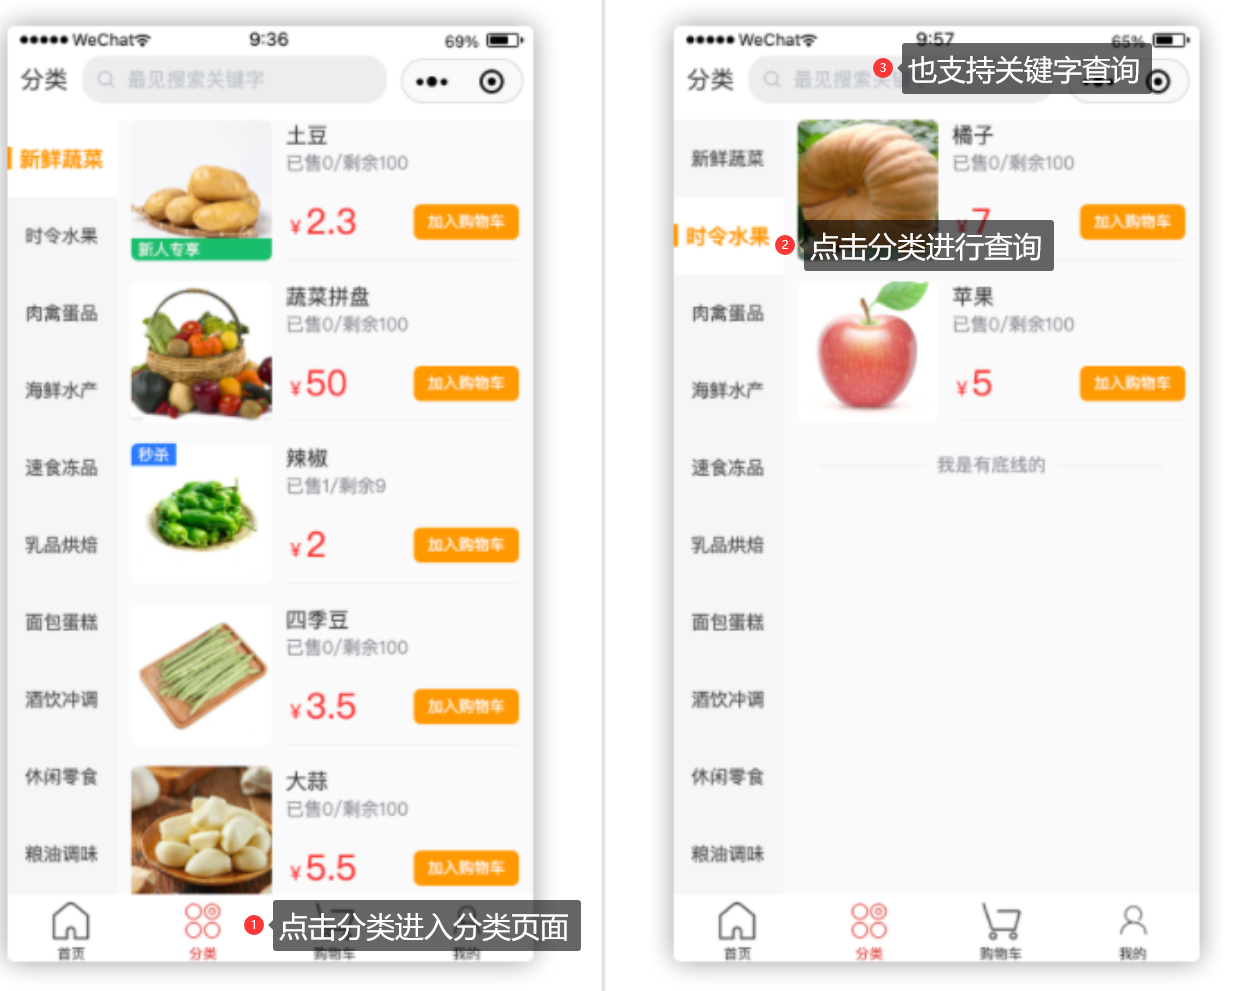 ●●●●● WeChat 9:36 69%
分类 最见搜索关键字
新鲜蔬菜
时令水果
肉禽蛋品
海鲜水产
速食冻品
乳品烘焙
面包蛋糕
酒饮冲调
休闲零食
粮油调味
土豆
已售0/剩余100
¥2.3 加入购物车
新人专享
蔬菜拼盘
已售0/剩余100
¥50 加入购物车
秒杀
辣椒
已售1/剩余9
¥2 加入购物车
四季豆
已售0/剩余100
¥3.5 加入购物车
大蒜
已售0/剩余100
¥5.5 加入购物车
1 点击分类进入分类页面
首页 分类 购物车 我的
●●●●● WeChat 9:57 65%
3 也支持关键字查询
分类 最见搜索关键字
新鲜蔬菜
时令水果
肉禽蛋品
海鲜水产
速食冻品
乳品烘焙
面包蛋糕
酒饮冲调
休闲零食
粮油调味
橘子
已售0/剩余100
¥7 加入购物车
2 点击分类进行查询
苹果
已售0/剩余100
¥5 加入购物车
我是有底线的
首页 分类 购物车 我的